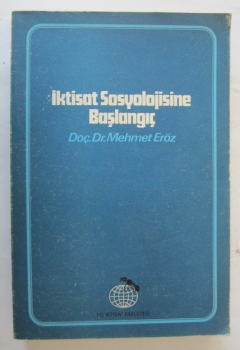 İktisat Sosyolojisine
Başlangıç
Doç.Dr.Mehmet Eröz